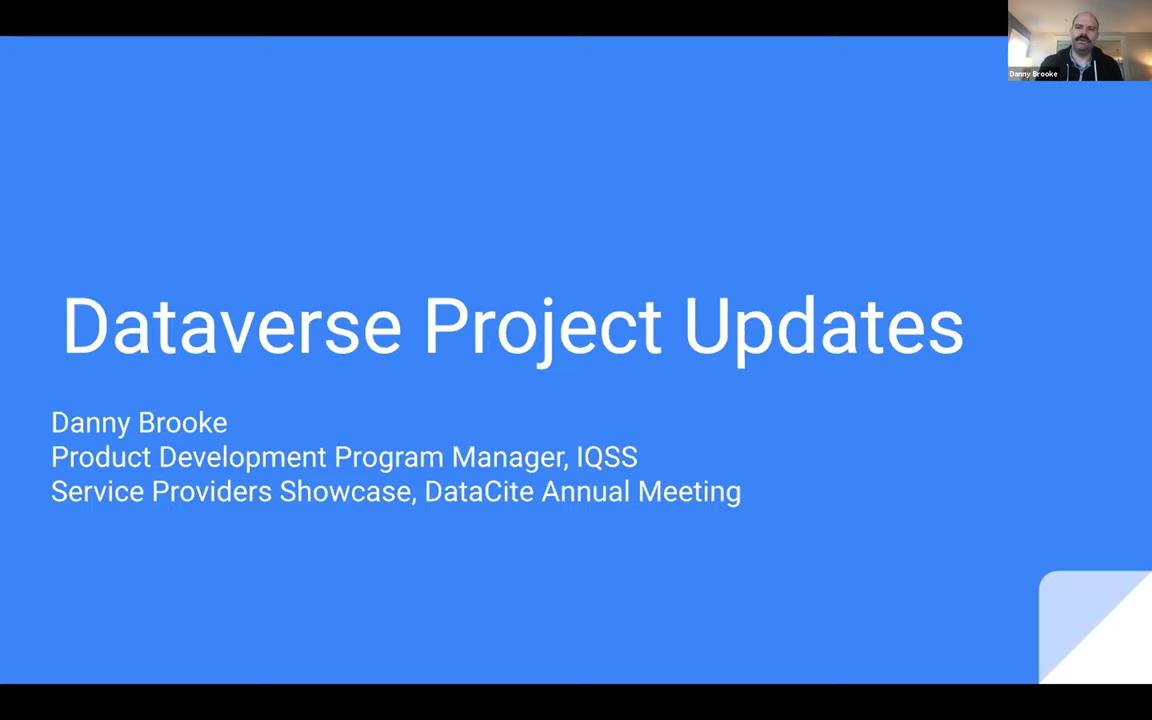 Danny Brooke
Dataverse Project Updates
Danny Brooke
Product Development Program Manager, IQSS
Service Providers Showcase, DataCite Annual Meeting